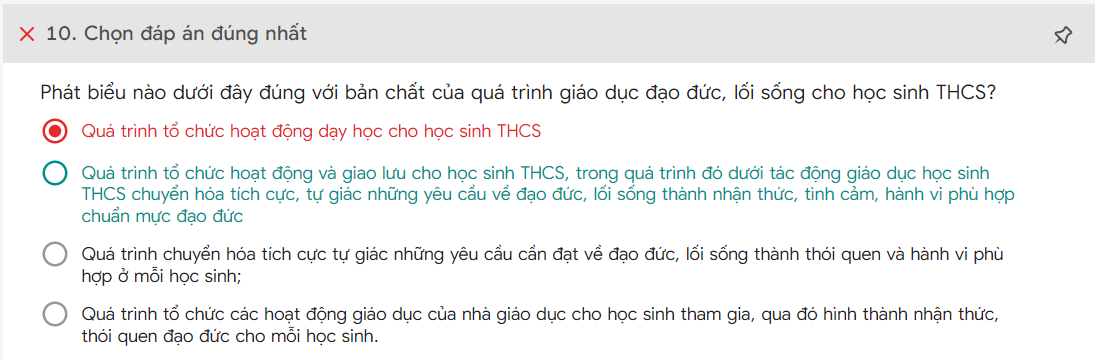 10. Chọn đáp án đúng nhất
Phát biểu nào dưới đây đúng với bản chất của quá trình giáo dục đạo đức, lối sống cho học sinh THCS?
Quá trình tổ chức hoạt động dạy học cho học sinh THCS
Quá trình tổ chức hoạt động và giao lưu cho học sinh THCS, trong quá trình đó dưới tác động giáo dục học sinh
THCS chuyển hóa tích cực, tự giác những yêu cầu về đạo đức, lối sống thành nhận thức, tình cảm, hành vi phù hợp
chuẩn mực đạo đức
Quá trình chuyển hóa tích cực tự giác những yêu cầu cần đạt về đạo đức, lối sống thành thói quen và hành vi phù
hợp ở mỗi học sinh;
Quá trình tổ chức các hoạt động giáo dục của nhà giáo dục cho học sinh tham gia, qua đó hình thành nhận thức,
thói quen đạo đức cho mỗi học sinh.